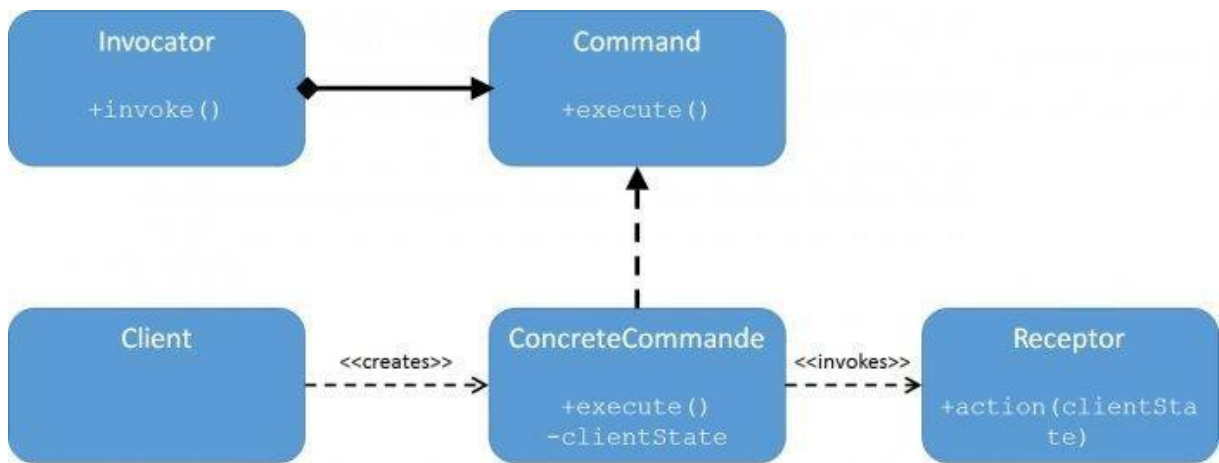 Invocator
+invoke()
Command
+execute()
Client
<<creates>>
ConcreteCommande
+execute()
-clientState
<<invokes>>
Receptor
+action(clientSta
te)